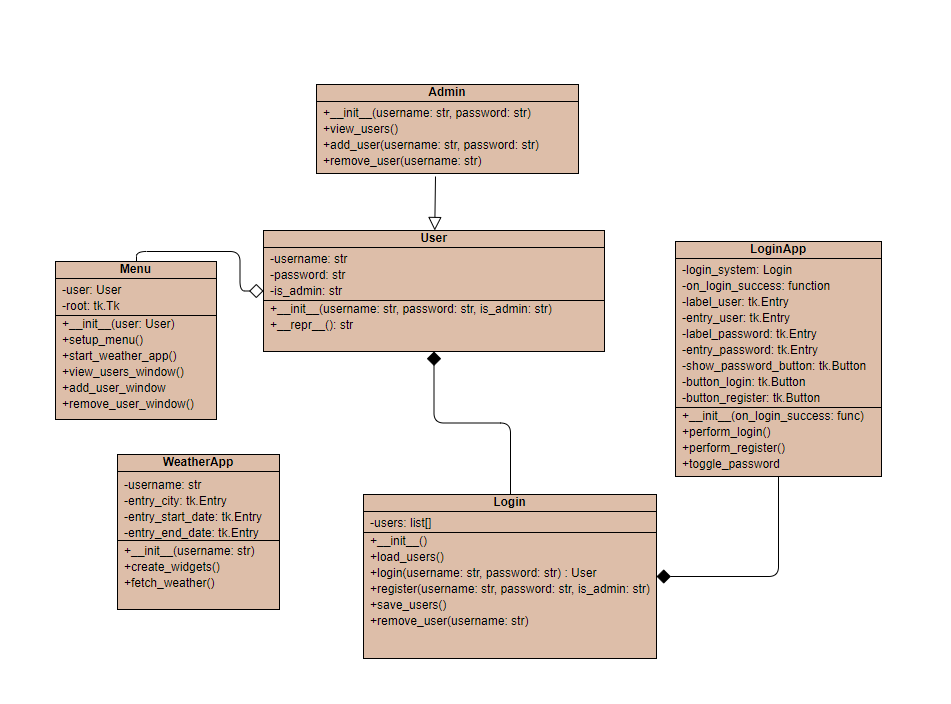 Admin
+__init__(username: str, password: str)
+view_users()
+add_user(username: str, password: str)
+remove_user(username: str)
User
-username: str
-password: str
-is_admin: str
+__init__(username: str, password: str, is_admin: str)
+__repr__(): str
Menu
-user: User
-root: tk.Tk
+__init__(user: User)
+setup_menu()
+start_weather_app()
+view_users_window()
+add_user_window
+remove_user_window()
LoginApp
-login_system: Login
-on_login_success: function
-label_user: tk.Entry
-entry_user: tk.Entry
-label_password: tk.Entry
-entry_password: tk.Entry
-show_password_button: tk.Button
-button_login: tk.Button
-button_register: tk.Button
+__init__(on_login_success: func)
+perform_login()
+perform_register()
+toggle_password
WeatherApp
-username: str
-entry_city: tk.Entry
-entry_start_date: tk.Entry
-entry_end_date: tk.Entry
+__init__(username: str)
+create_widgets()
+fetch_weather()
Login
-users: list[]
+__init__()
+load_users()
+login(username: str, password: str) : User
+register(username: str, password: str, is_admin: str)
+save_users()
+remove_user(username: str)